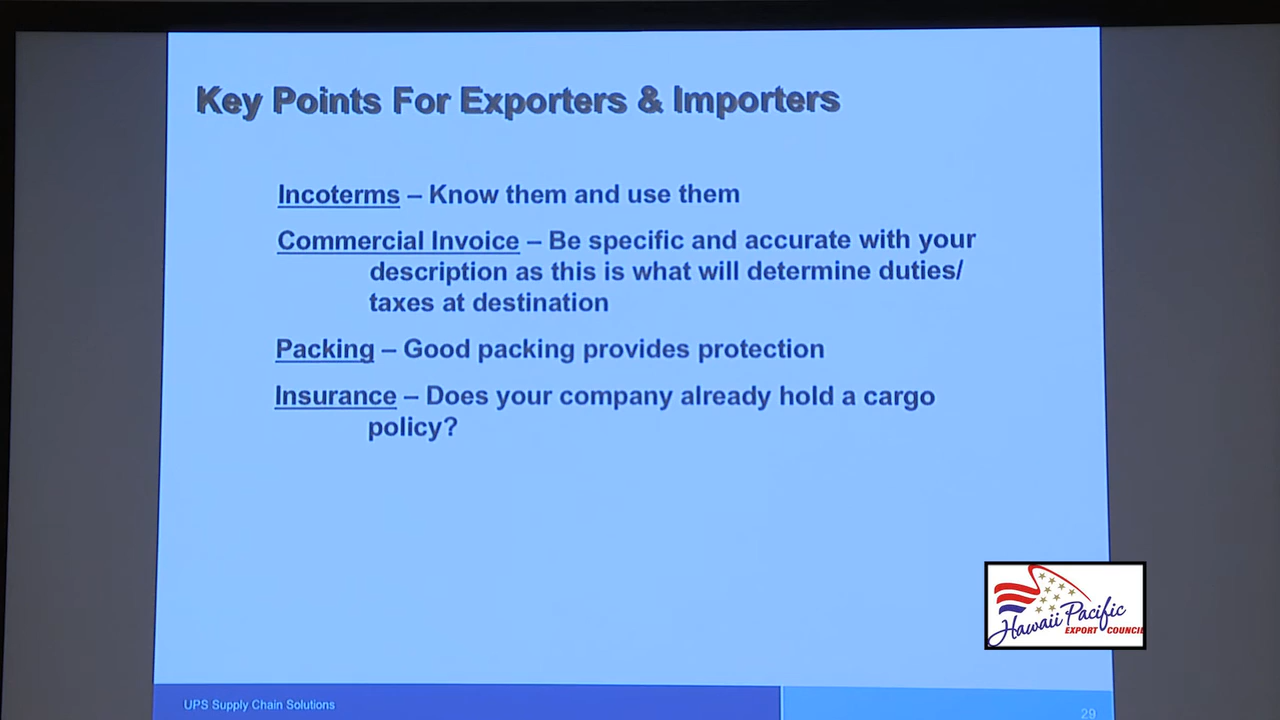 Key Points For Exporters & Importers
Incoterms – Know them and use them
Commercial Invoice – Be specific and accurate with your
description as this is what will determine duties/
taxes at destination
Packing – Good packing provides protection
Insurance – Does your company already hold a cargo
policy?
Hawaii Pacific
EXPORT COUNCIL
UPS Supply Chain Solutions
29